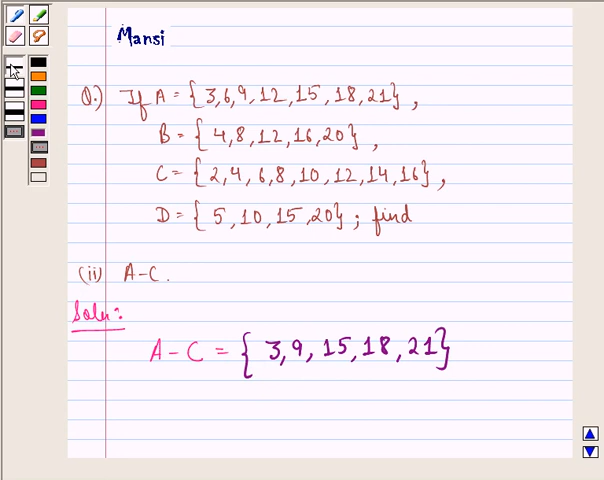 Mansi
Q.) If A = { 3,6,9,12,15,18,21} ,
B = { 4,8,12,16,20} ,
C = { 2,4,6,8,10,12,14,16} ,
D = { 5,10,15,20} ; find
(ii) A-C.
Soln:
A-C = { 3,9,15,18,21}